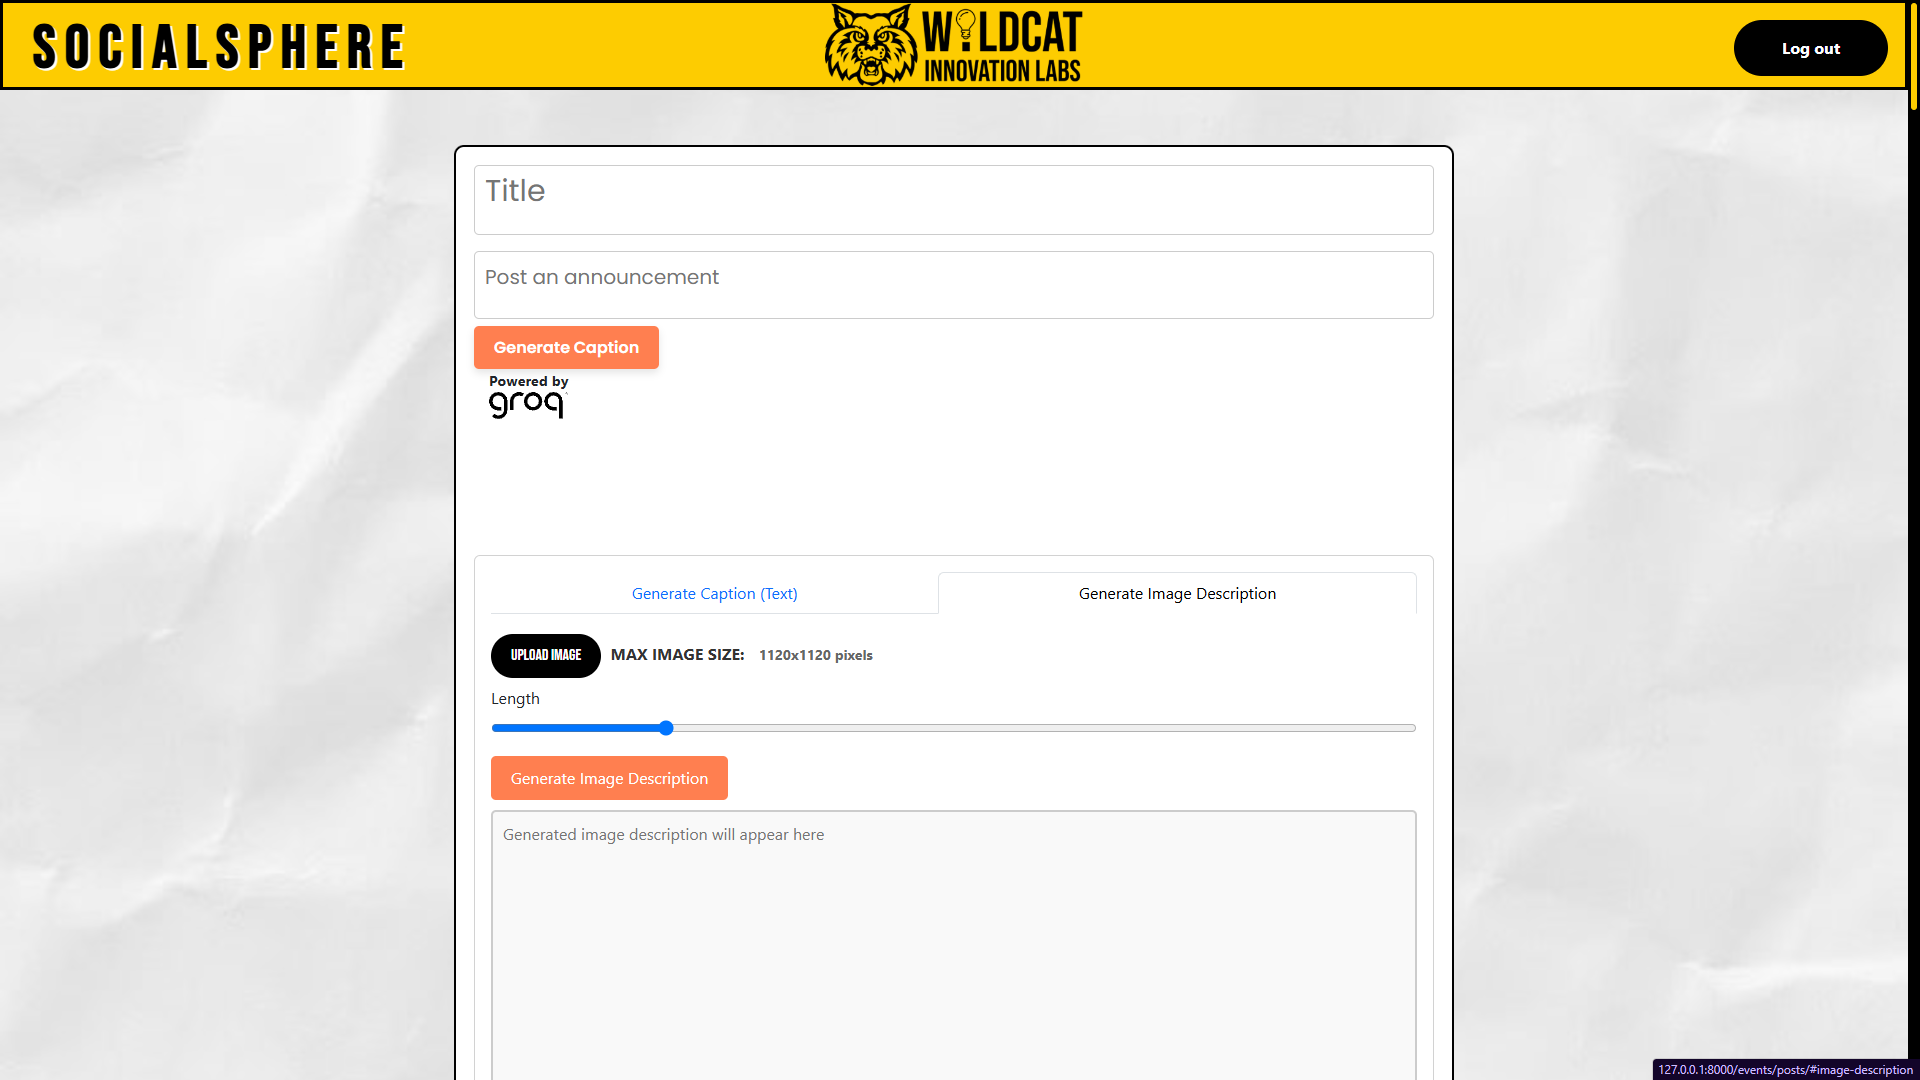 SOCIALSPHERE
WILDCAT
INNOVATION LABS
Log out
Title
Post an announcement
Generate Caption
Powered by
groq
Generate Caption (Text)
Generate Image Description
UPLOAD IMAGE
MAX IMAGE SIZE: 1120x1120 pixels
Length
Generate Image Description
Generated image description will appear here
127.0.0.1:8000/events/posts/#image-description